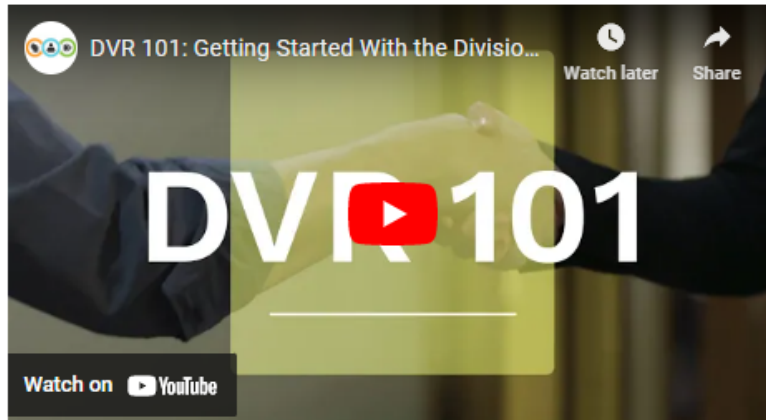 DVR 101: Getting Started With the Divisio...
Watch later
Share
DVR 101
Watch on YouTube